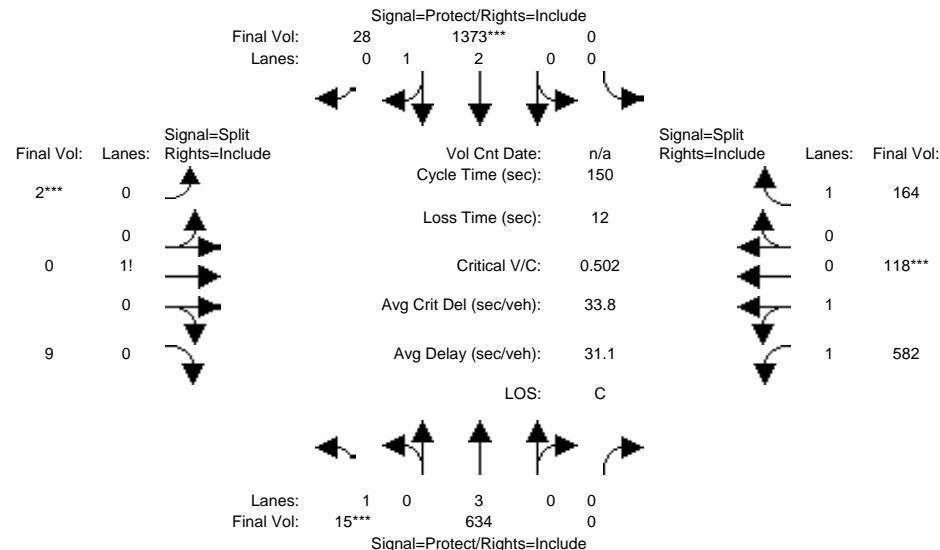 Signal=Protect/Rights=Include
Final Vol: 28 1373*** 0
Lanes: 0 1 2 0 0
Signal=Split
Final Vol: Lanes: Rights=Include
Vol Cnt Date: n/a
Signal=Split
Rights=Include Lanes: Final Vol:
Cycle Time (sec): 150
2*** 0
1 164
Loss Time (sec): 12
0
0
0 1!
Critical V/C: 0.502
0 118***
0
Avg Crit Del (sec/veh): 33.8
1
9 0
Avg Delay (sec/veh): 31.1
1 582
LOS: C
Lanes: 1 0 3 0 0
Final Vol: 15*** 634 0
Signal=Protect/Rights=Include